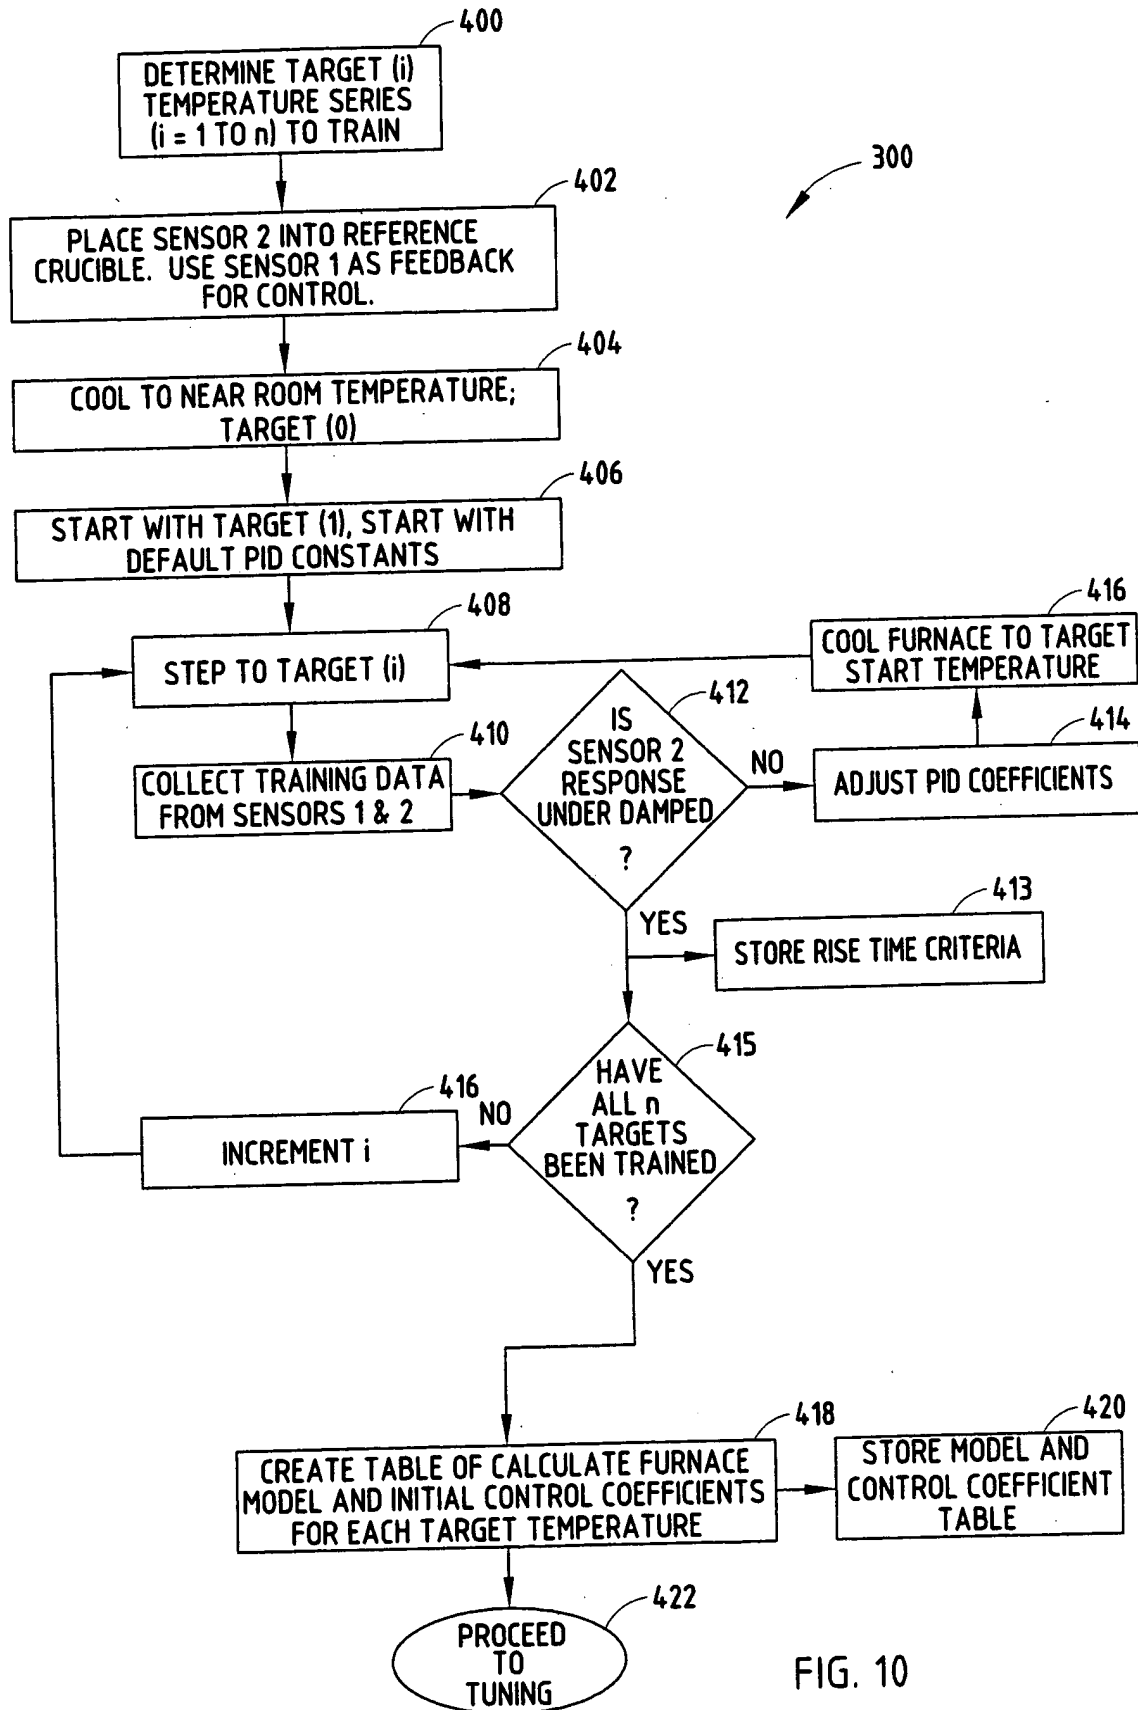 400
DETERMINE TARGET (i)
TEMPERATURE SERIES
(i = 1 TO n) TO TRAIN
300
402
PLACE SENSOR 2 INTO REFERENCE
CRUCIBLE. USE SENSOR 1 AS FEEDBACK
FOR CONTROL.
404
COOL TO NEAR ROOM TEMPERATURE;
TARGET (0)
406
START WITH TARGET (1), START WITH
DEFAULT PID CONSTANTS
408
STEP TO TARGET (i)
416
COOL FURNACE TO TARGET
START TEMPERATURE
410
COLLECT TRAINING DATA
FROM SENSORS 1 & 2
412
IS
SENSOR 2
RESPONSE
UNDER DAMPED
?
NO
414
ADJUST PID COEFFICIENTS
YES
413
STORE RISE TIME CRITERIA
415
HAVE
ALL n
TARGETS
BEEN TRAINED
?
NO
416
INCREMENT i
YES
418
CREATE TABLE OF CALCULATE FURNACE
MODEL AND INITIAL CONTROL COEFFICIENTS
FOR EACH TARGET TEMPERATURE
420
STORE MODEL AND
CONTROL COEFFICIENT
TABLE
422
PROCEED
TO
TUNING
FIG. 10